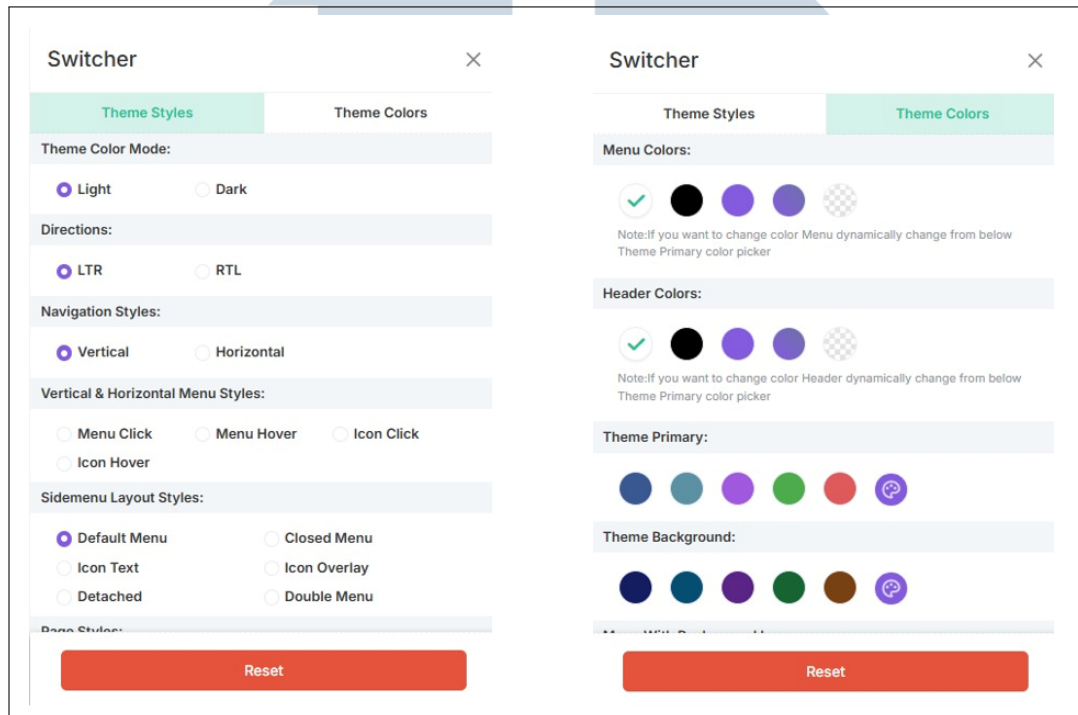 Switcher
Theme Styles Theme Colors
Theme Color Mode:
Light Dark
Directions:
LTR RTL
Navigation Styles:
Vertical Horizontal
Vertical & Horizontal Menu Styles:
Menu Click Menu Hover Icon Click
Icon Hover
Sidemenu Layout Styles:
Default Menu Closed Menu
Icon Text Icon Overlay
Detached Double Menu
Page Styles:
Reset
Switcher
Theme Styles Theme Colors
Menu Colors:
Note:If you want to change color Menu dynamically change from below
Theme Primary color picker
Header Colors:
Note:If you want to change color Header dynamically change from below
Theme Primary color picker
Theme Primary:
Theme Background:
Reset